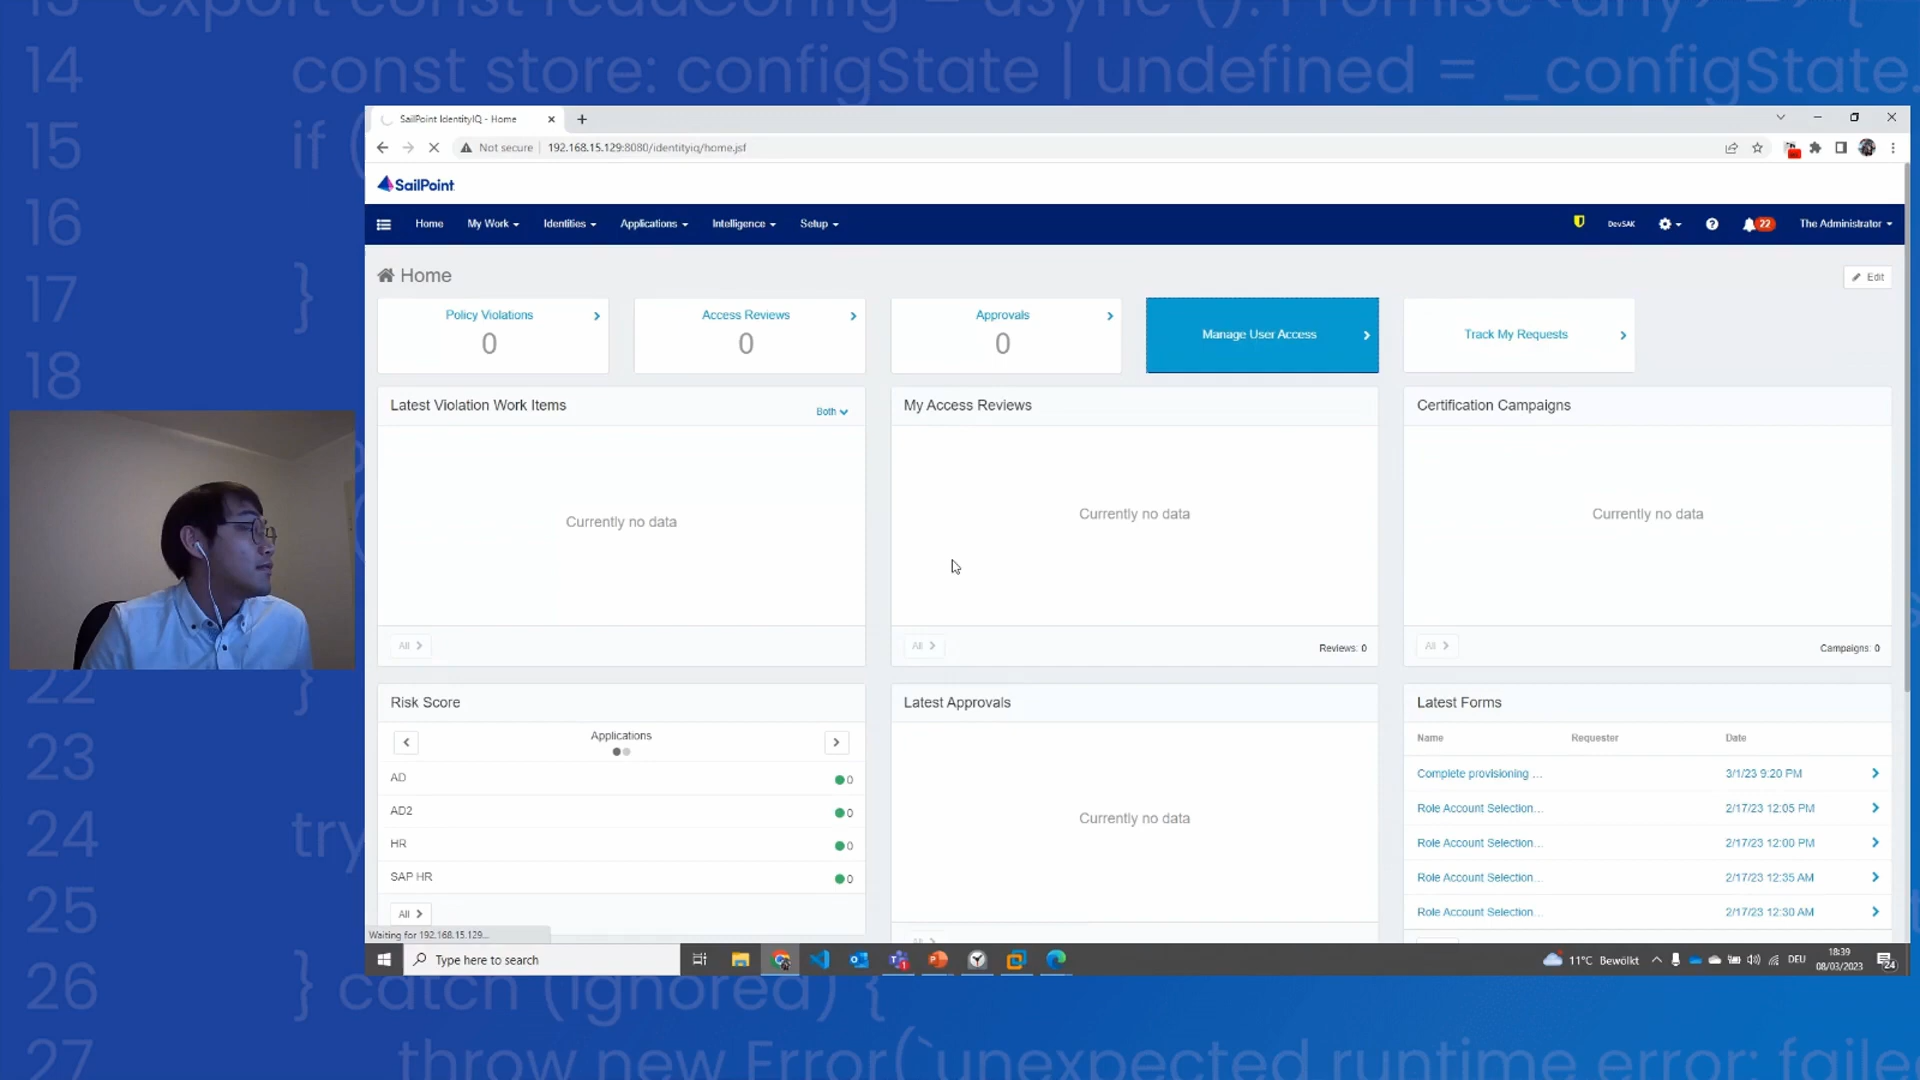 13 export const readConfig = async (): Promise<any> => {
14 const store: configState | undefined = _configState.
15 if (
16
17 }
18
22 }
23
24 try
25
26 } catch (ignored) {
27 throw new Error(`unexpected runtime error: faile
SailPoint IdentityIQ - Home
Not secure 192.168.15.129:8080/identityiq/home.jsf
SailPoint
Home My Work Identities Applications Intelligence Setup DevSAK 22 The Administrator
Home Edit
Policy Violations
0
Access Reviews
0
Approvals
0
Manage User Access
Track My Requests
Latest Violation Work Items Both
Currently no data
All
My Access Reviews
Currently no data
All Reviews: 0
Certification Campaigns
Currently no data
All Campaigns: 0
Risk Score
Applications
AD 0
AD2 0
HR 0
SAP HR 0
All
Latest Approvals
Currently no data
All
Latest Forms
Name Requester Date
Complete provisioning ... 3/1/23 9:20 PM
Role Account Selection... 2/17/23 12:05 PM
Role Account Selection... 2/17/23 12:00 PM
Role Account Selection... 2/17/23 12:35 AM
Role Account Selection... 2/17/23 12:30 AM
Waiting for 192.168.15.129...
Type here to search
11°C Bewölkt DEU 18:39
08/03/2023 24